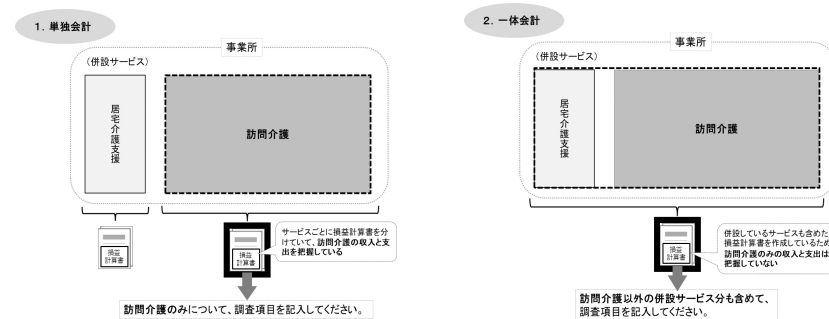 1. 単独会計
事業所
（併設サービス）
居宅介護支援
訪問介護
損益
計算書
損益
計算書
サービスごとに損益計算書を分
けていて、訪問介護の収入と支
出を把握している
訪問介護のみについて、調査項目を記入してください。
2. 一体会計
事業所
（併設サービス）
居宅介護支援
訪問介護
損益
計算書
併設しているサービスも含めた
損益計算書を作成しているため
訪問介護のみの収入と支出は
把握していない
訪問介護以外の併設サービス分も含めて、
調査項目を記入してください。